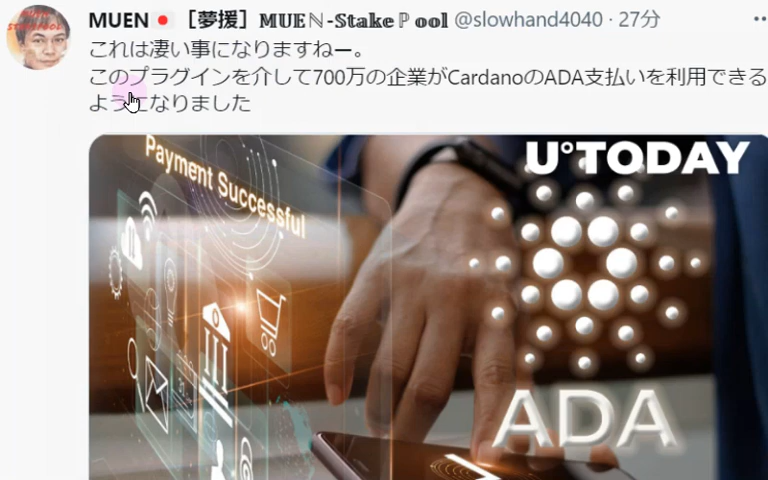 MUEN🇯🇵［夢援］𝕄𝕌𝔼ℕ-𝕊𝕥𝕒𝕜𝕖ℙ𝕠𝕠𝕝 @slowhand4040 · 27分
これは凄い事になりますねー。
このプラグインを介して700万の企業がCardanoのADA支払いを利用できる
ようになりました
U°TODAY
Payment Successful
ADA